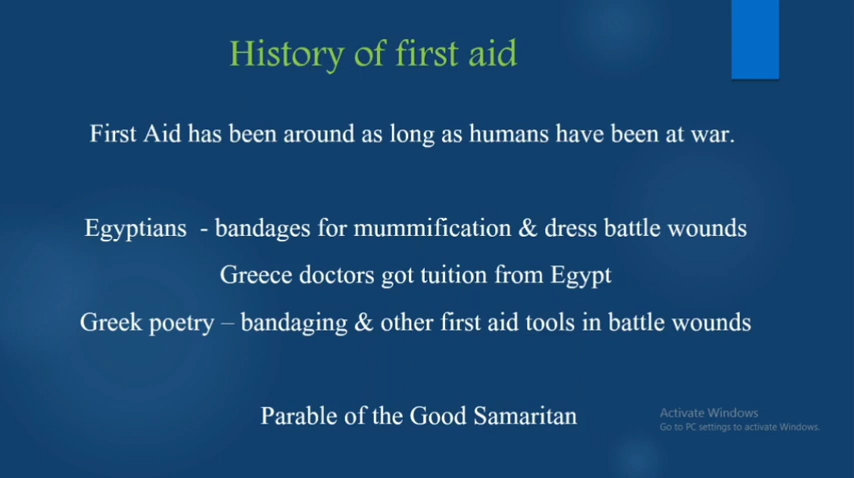 History of first aid
First Aid has been around as long as humans have been at war.
Egyptians - bandages for mummification & dress battle wounds
Greece doctors got tuition from Egypt
Greek poetry – bandaging & other first aid tools in battle wounds
Parable of the Good Samaritan
Activate Windows
Go to PC settings to activate Windows.